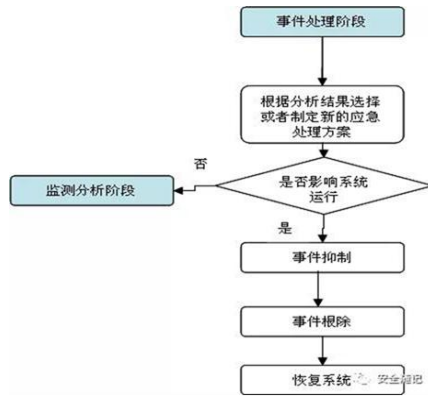 事件处理阶段
根据分析结果选择
或者制定新的应急
处理方案
否
监测分析阶段
是否影响系统
运行
是
事件抑制
事件根除
恢复系统
安全随记